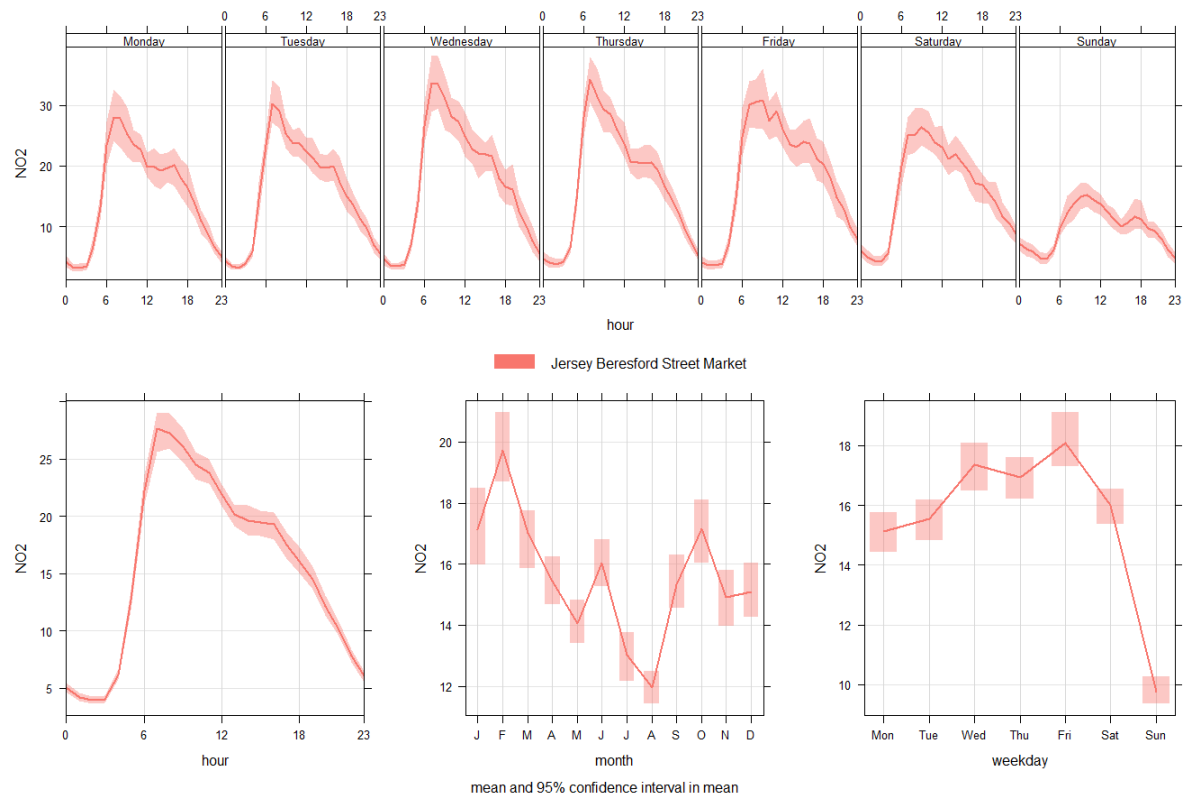 0 6 12 18 23 0 6 12 18 23 0 6 12 18 23
Monday Tuesday Wednesday Thursday Friday Saturday Sunday
30
20
10
NO2
0 6 12 18 23 0 6 12 18 23 0 6 12 18 23 0 6 12 18 23
hour
Jersey Beresford Street Market
25
20
15
10
5
NO2
0 6 12 18 23
hour
20
18
16
14
12
NO2
J F M A M J J A S O N D
month
18
16
14
12
10
NO2
Mon Tue Wed Thu Fri Sat Sun
weekday
mean and 95% confidence interval in mean